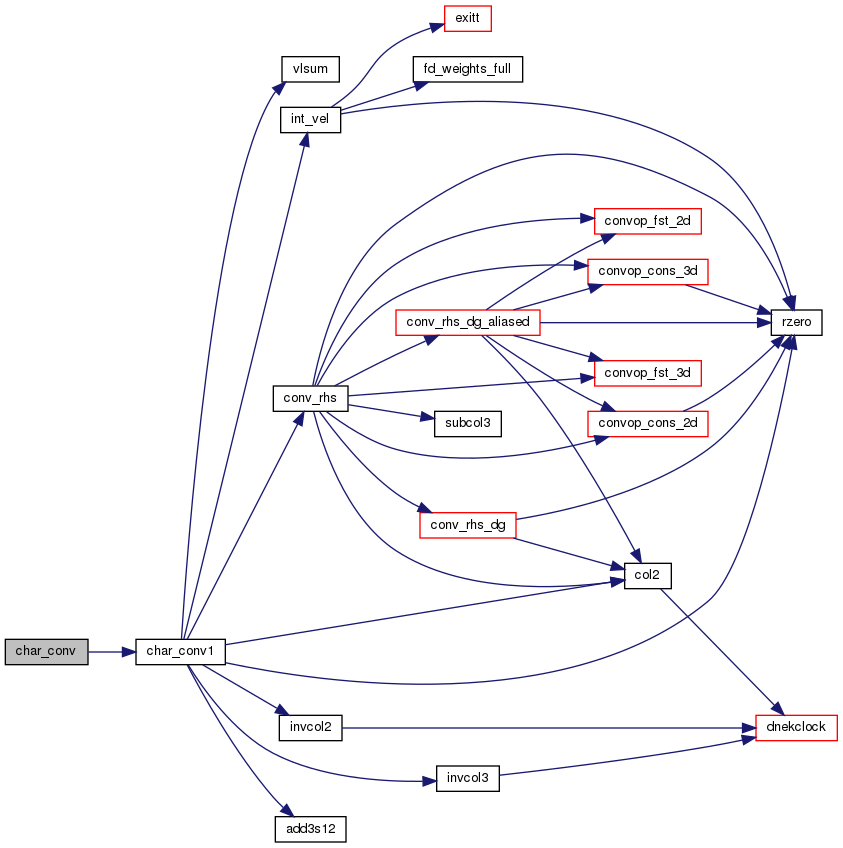 exitt
vlsum
fd_weights_full
int_vel
convop_fst_2d
convop_cons_3d
conv_rhs_dg_aliased
rzero
convop_fst_3d
conv_rhs
subcol3
convop_cons_2d
conv_rhs_dg
col2
char_conv
char_conv1
invcol2
dnekclock
invcol3
add3s12